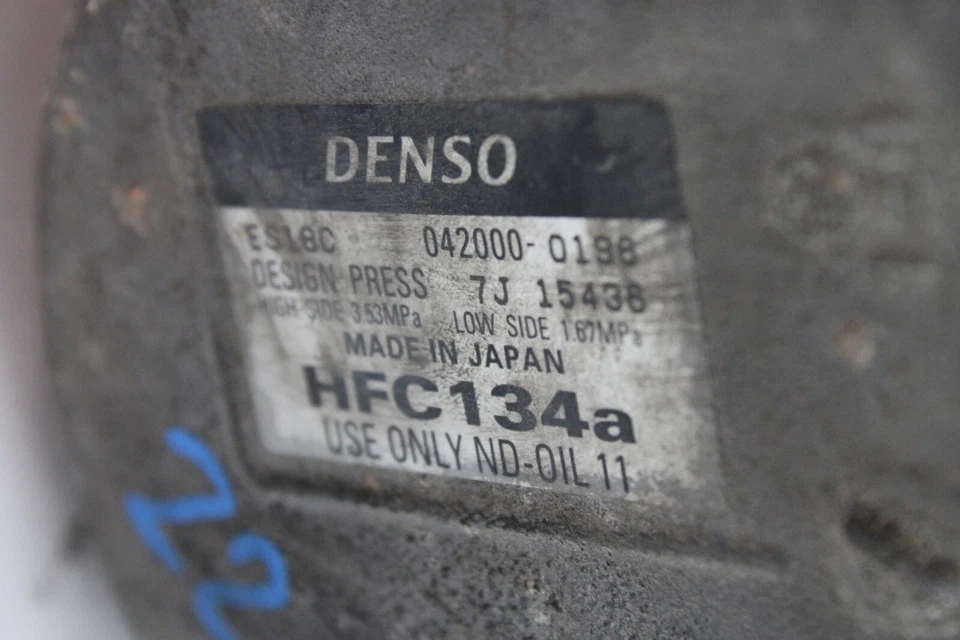 DENSO
ES18C 042000-0198
DESIGN PRESS 7J 15436
HIGH SIDE 3.53MPa LOW SIDE 1.67MPa
MADE IN JAPAN
HFC134a
USE ONLY ND-OIL 11
22